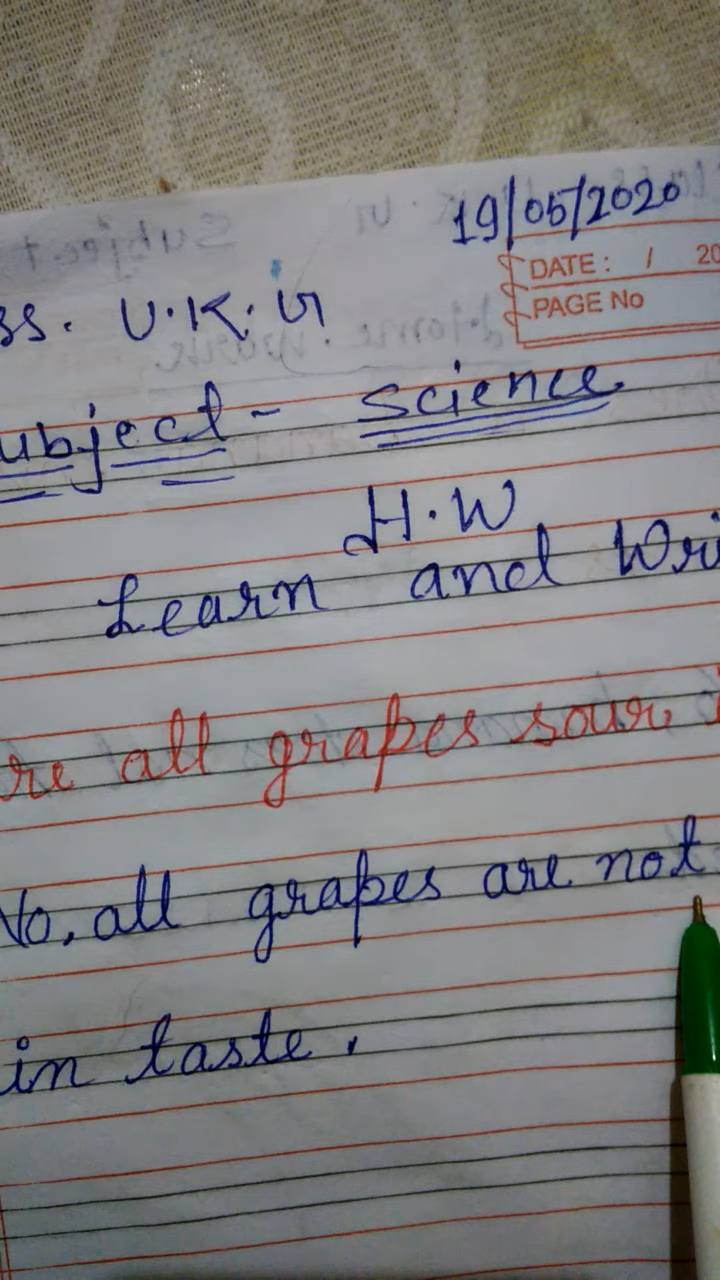 19/05/2020
DATE: / 20
PAGE No
ss. U.K.G
ubject - science
H.W
Learn and Wri
re all grapes sour
No, all grapes are not
in taste.